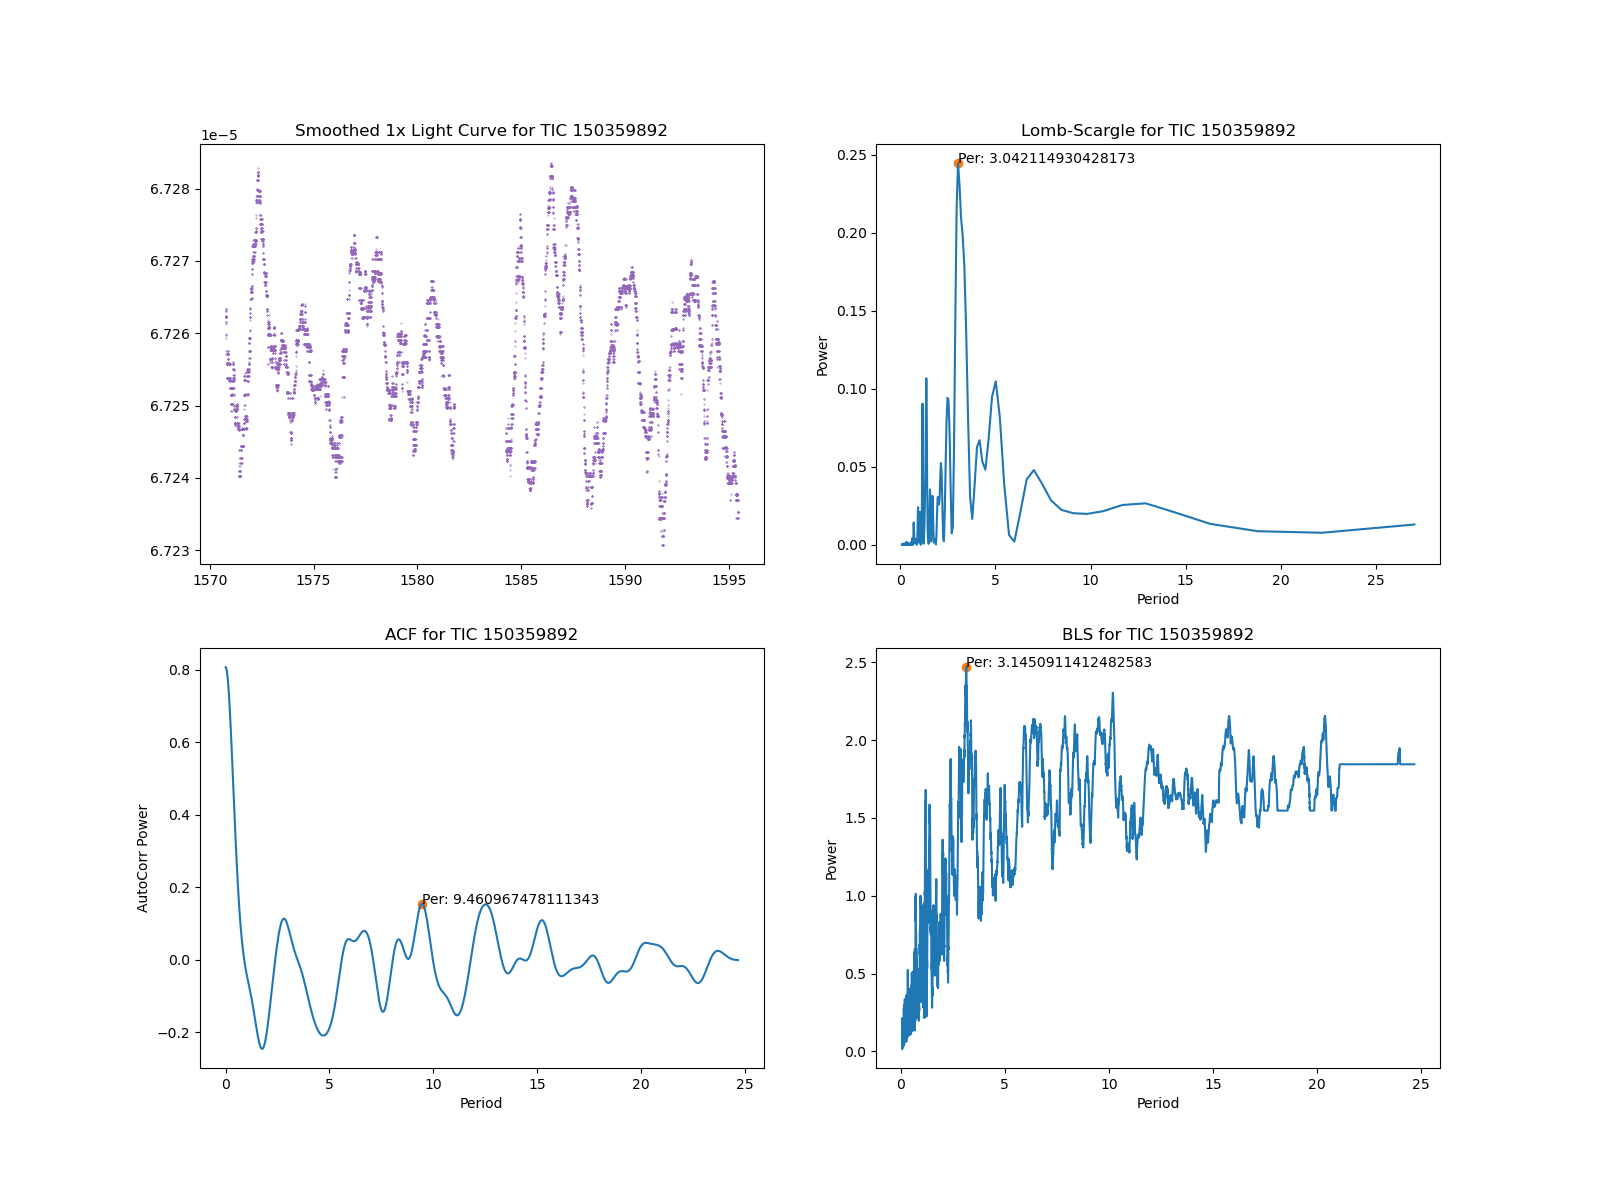 Smoothed 1x Light Curve for TIC 150359892
1e−5
6.728
6.727
6.726
6.725
6.724
6.723
1570 1575 1580 1585 1590 1595
Lomb-Scargle for TIC 150359892
Per: 3.042114930428173
Power
0.25
0.20
0.15
0.10
0.05
0.00
0 5 10 15 20 25
Period
ACF for TIC 150359892
Per: 9.460967478111343
AutoCorr Power
0.8
0.6
0.4
0.2
0.0
−0.2
0 5 10 15 20 25
Period
BLS for TIC 150359892
Per: 3.1450911412482583
Power
2.5
2.0
1.5
1.0
0.5
0.0
0 5 10 15 20 25
Period